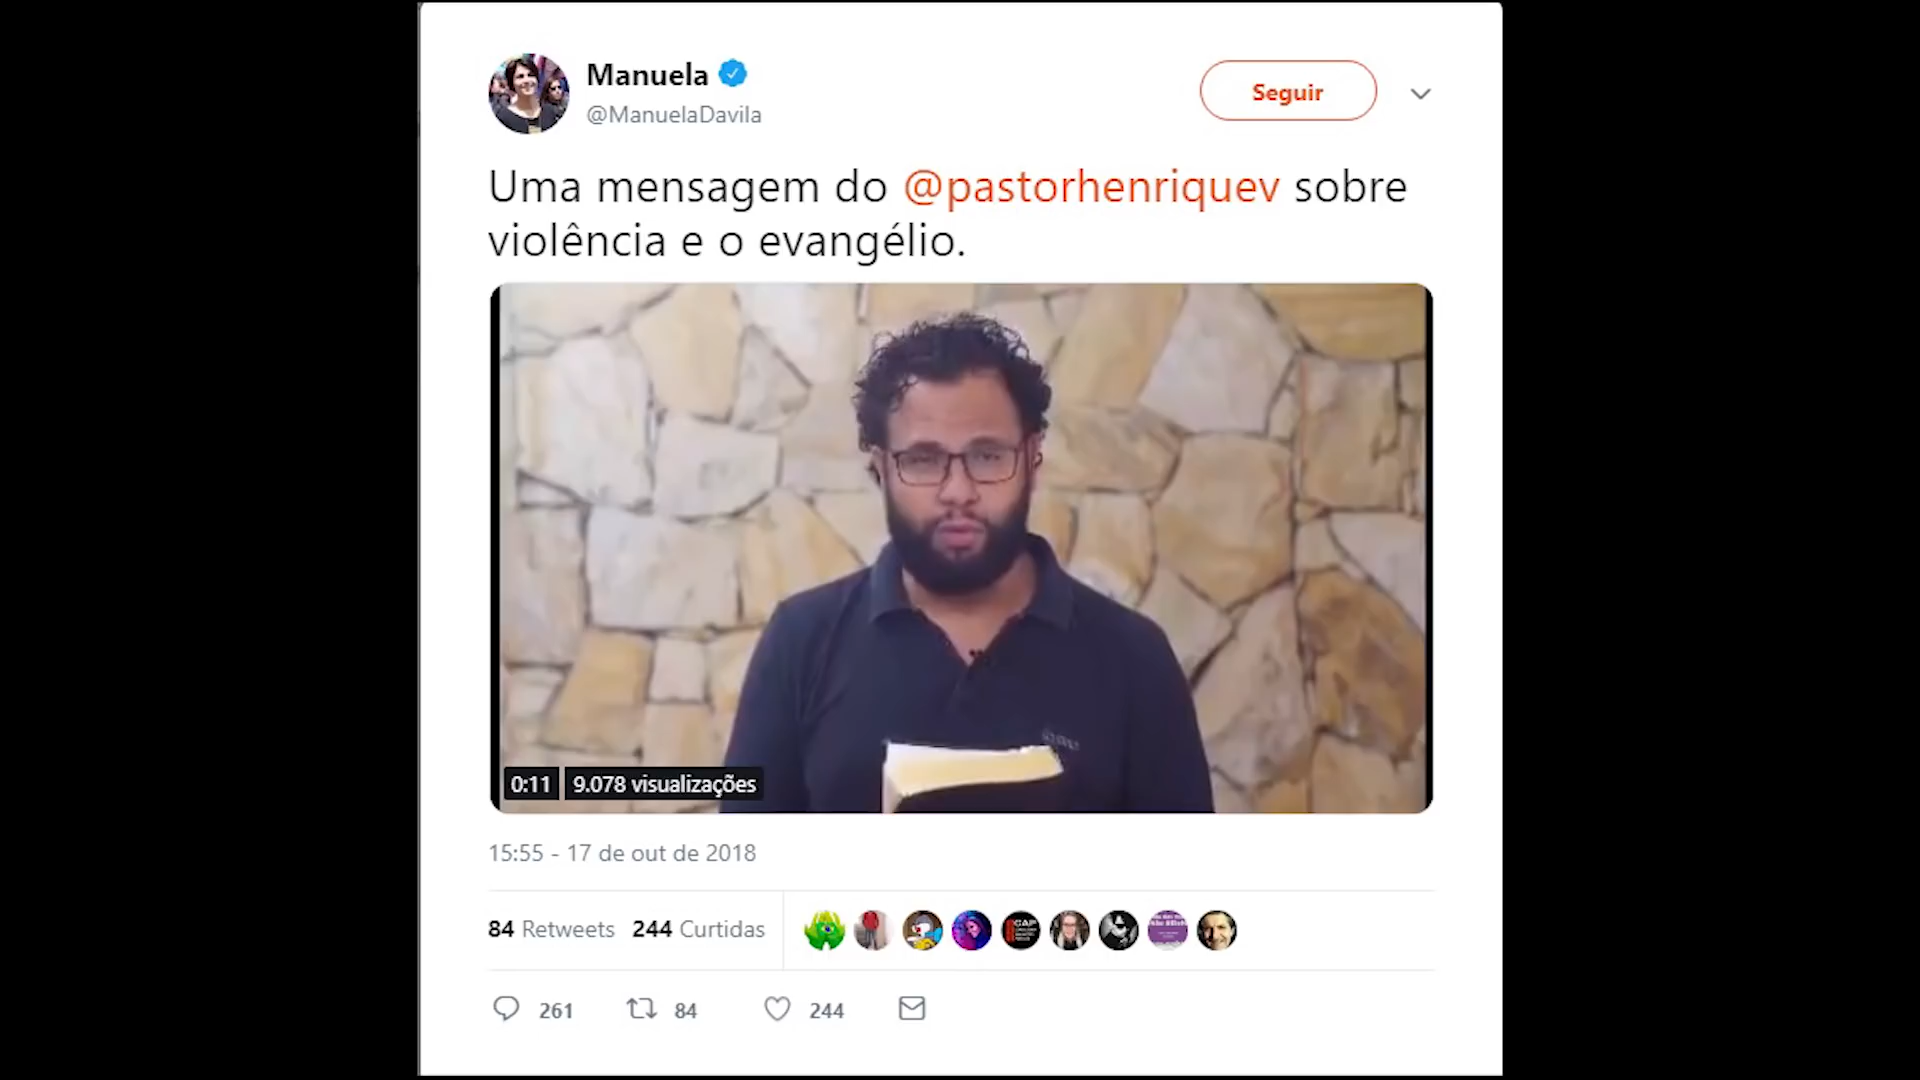 Manuela
@ManuelaDavila
Seguir
Uma mensagem do @pastorhenriquev sobre
violência e o evangélio.
0:11 9.078 visualizações
15:55 - 17 de out de 2018
84 Retweets 244 Curtidas
261 84 244